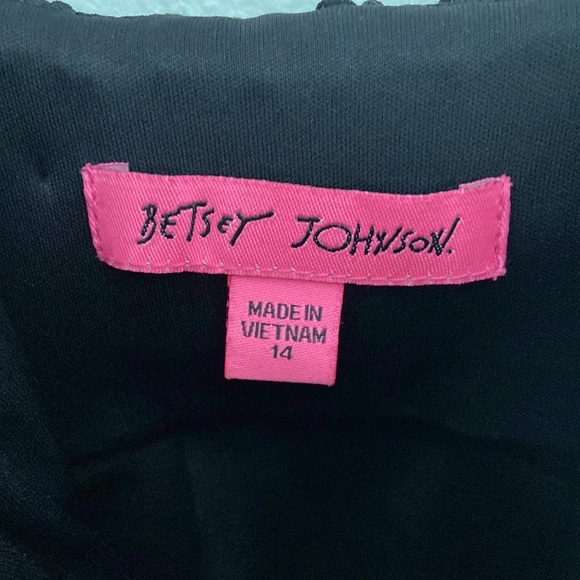 BETSEY JOHNSON.
MADE IN
VIETNAM
14